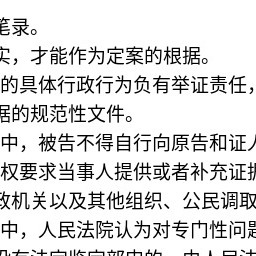 笔录。
实，才能作为定案的根据。
的具体行政行为负有举证责任，
据的规范性文件。
中，被告不得自行向原告和证人
权要求当事人提供或者补充证据
政机关以及其他组织、公民调取
中，人民法院认为对专门性问题